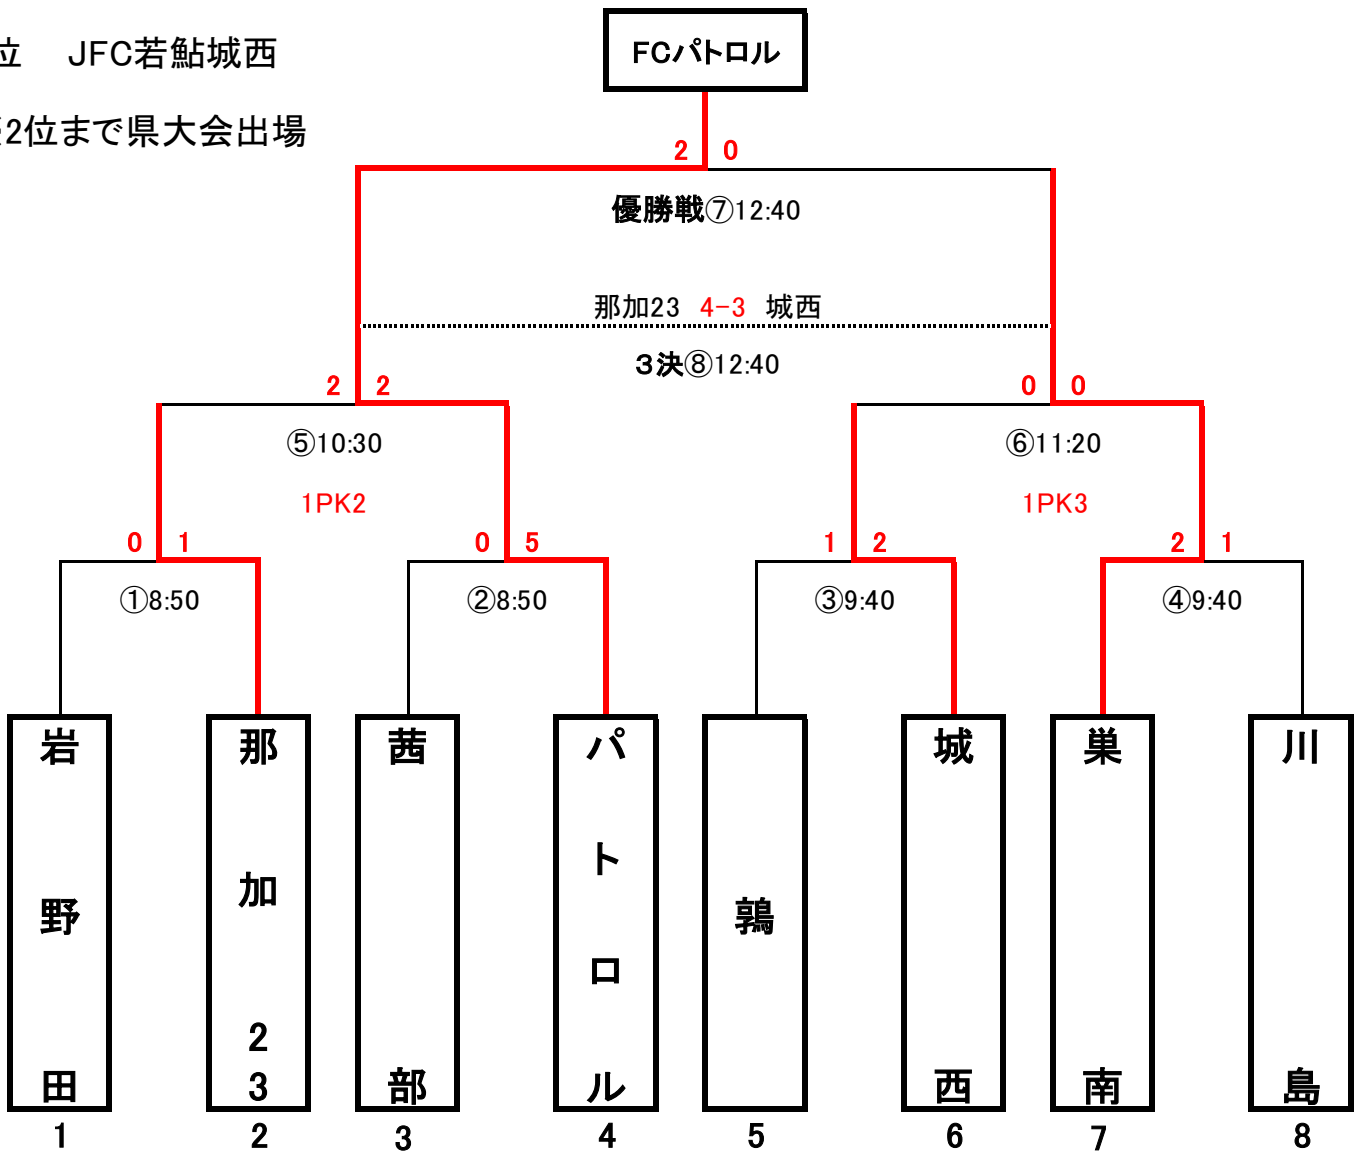 位　JFC若鮎城西
2位まで県大会出場
FCパトロル
2 0
優勝戦⑦12:40
那加23 4-3 城西
３決⑧12:40
2 2
0 0
⑤10:30
⑥11:20
1PK2
1PK3
0 1
0 5
1 2
2 1
①8:50
②8:50
③9:40
④9:40
岩野田
那加23
茜部
パトロル
鶉
城西
巣南
川島
1 2 3 4 5 6 7 8